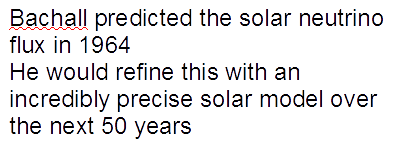 Bachall predicted the solar neutrino
flux in 1964
He would refine this with an
incredibly precise solar model over
the next 50 years